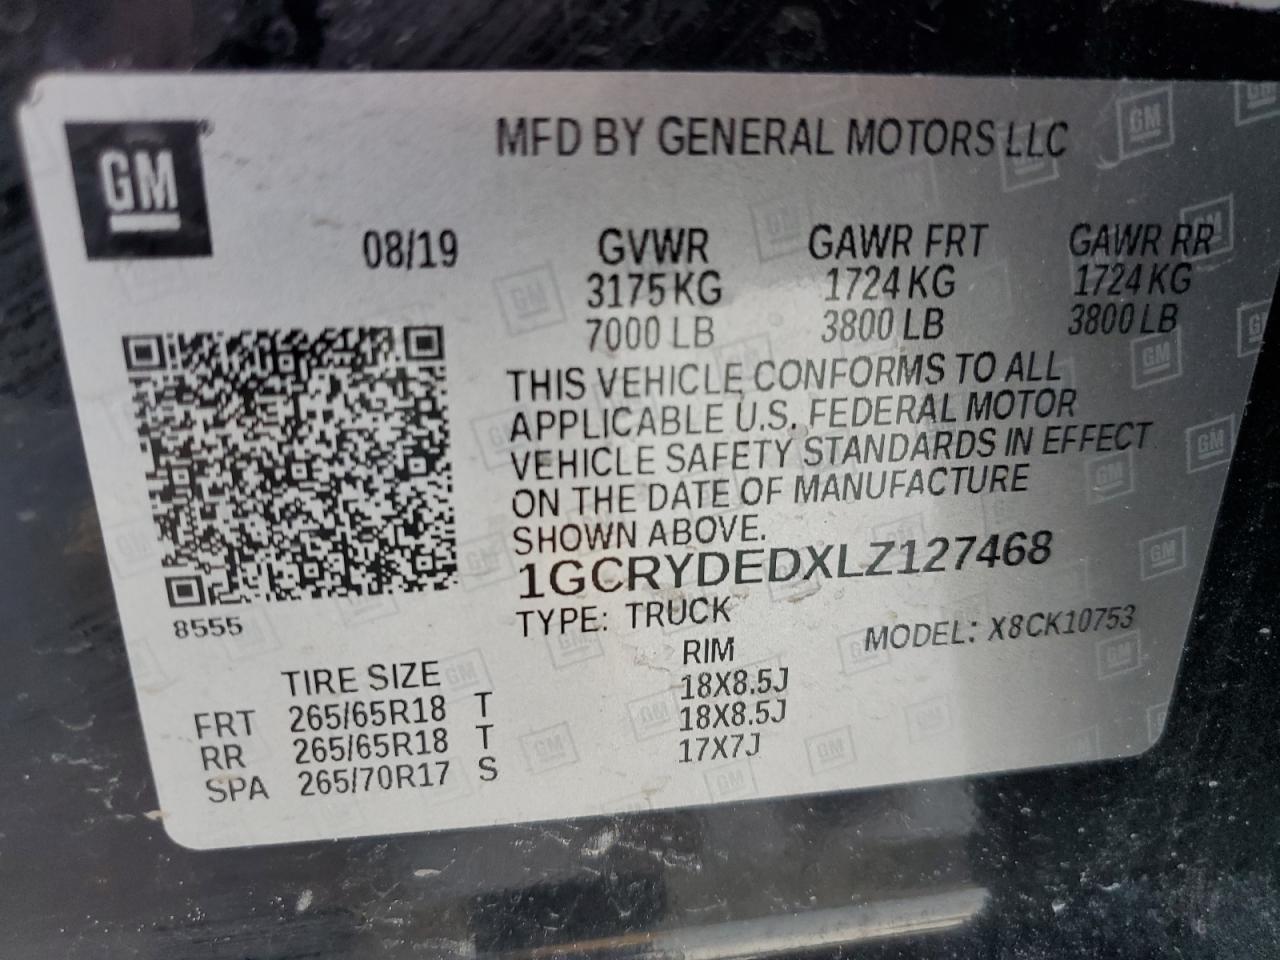 GM
MFD BY GENERAL MOTORS LLC
08/19 GVWR GAWR FRT GAWR RR
3175 KG 1724 KG 1724 KG
7000 LB 3800 LB 3800 LB
THIS VEHICLE CONFORMS TO ALL
APPLICABLE U.S. FEDERAL MOTOR
VEHICLE SAFETY STANDARDS IN EFFECT
ON THE DATE OF MANUFACTURE
SHOWN ABOVE.
1GCRYDEDXLZ127468
8555
TYPE: TRUCK MODEL: X8CK10753
TIRE SIZE RIM
FRT 265/65R18 T 18X8.5J
RR 265/65R18 T 18X8.5J
SPA 265/70R17 S 17X7J